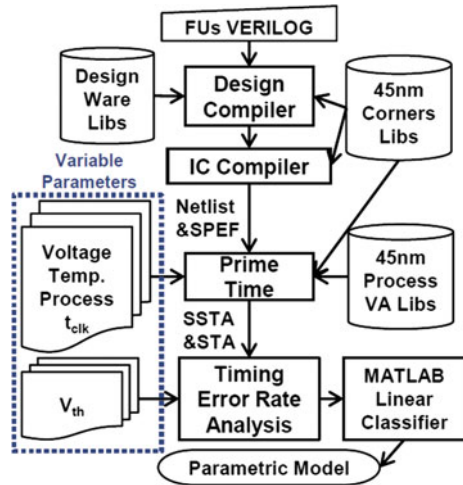 FUs VERILOG
Design
Ware
Libs
Design
Compiler
45nm
Corners
Libs
IC Compiler
Variable
Parameters
Netlist
&SPEF
Voltage
Temp.
Process
tclk
Prime
Time
45nm
Process
VA Libs
SSTA
&STA
Vth
Timing
Error Rate
Analysis
MATLAB
Linear
Classifier
Parametric Model